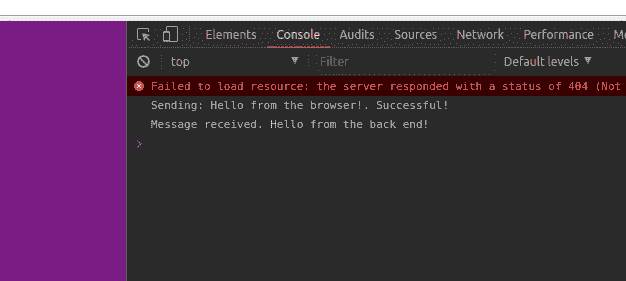 Elements Console Audits Sources Network Performance M
top Filter Default levels
Failed to load resource: the server responded with a status of 404 (Not
Sending: Hello from the browser!. Successful!
Message received. Hello from the back end!